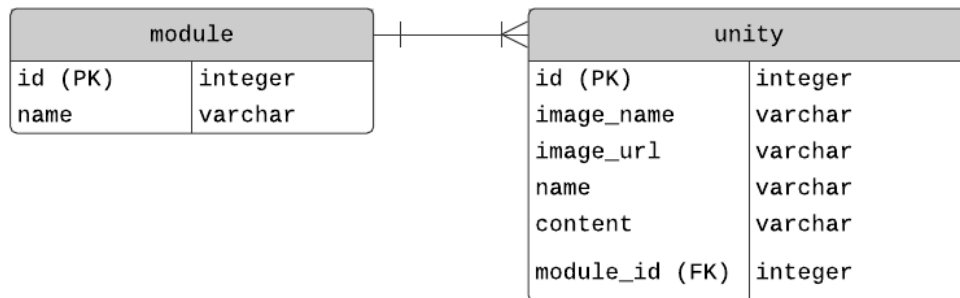 module
id (PK) integer
name varchar
unity
id (PK) integer
image_name varchar
image_url varchar
name varchar
content varchar
module_id (FK) integer